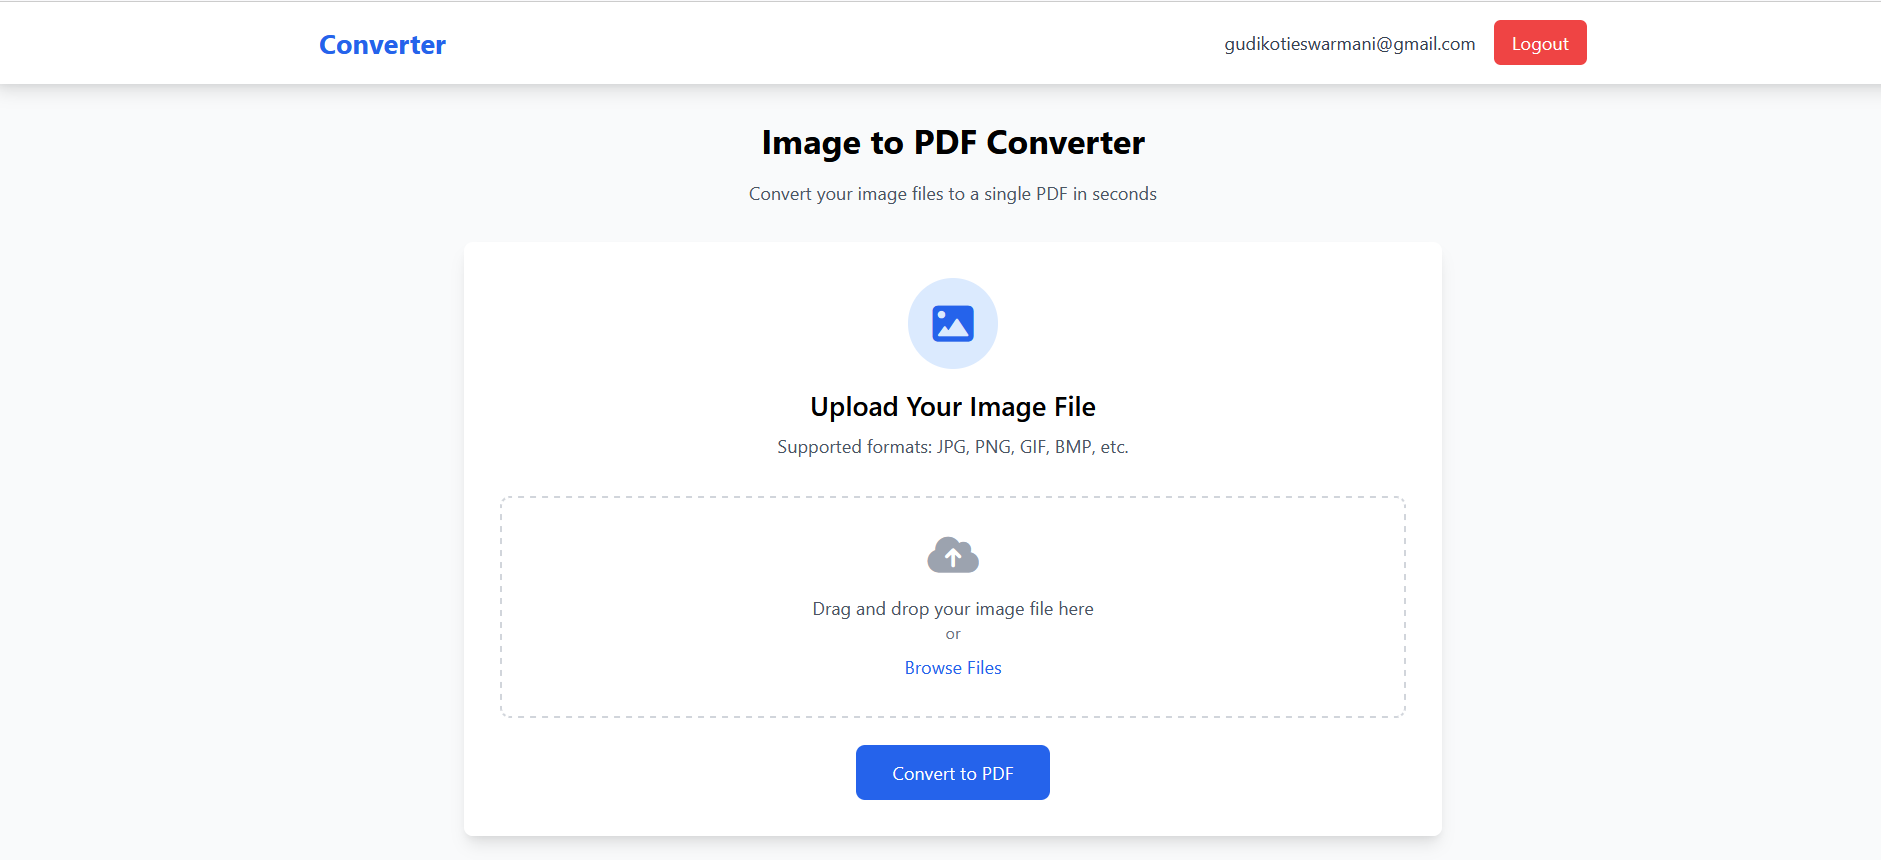 Converter
gudikotieswarmani@gmail.com
Logout
Image to PDF Converter
Convert your image files to a single PDF in seconds
Upload Your Image File
Supported formats: JPG, PNG, GIF, BMP, etc.
Drag and drop your image file here
or
Browse Files
Convert to PDF